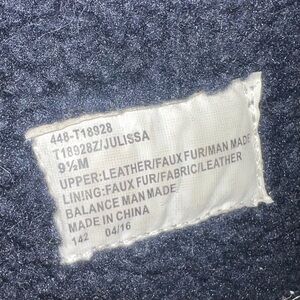 448-T18928
T18928Z/JULISSA
9½M
UPPER:LEATHER/FAUX FUR/MAN MADE
LINING:FAUX FUR/FABRIC/LEATHER
BALANCE MAN MADE
MADE IN CHINA
142 04/16